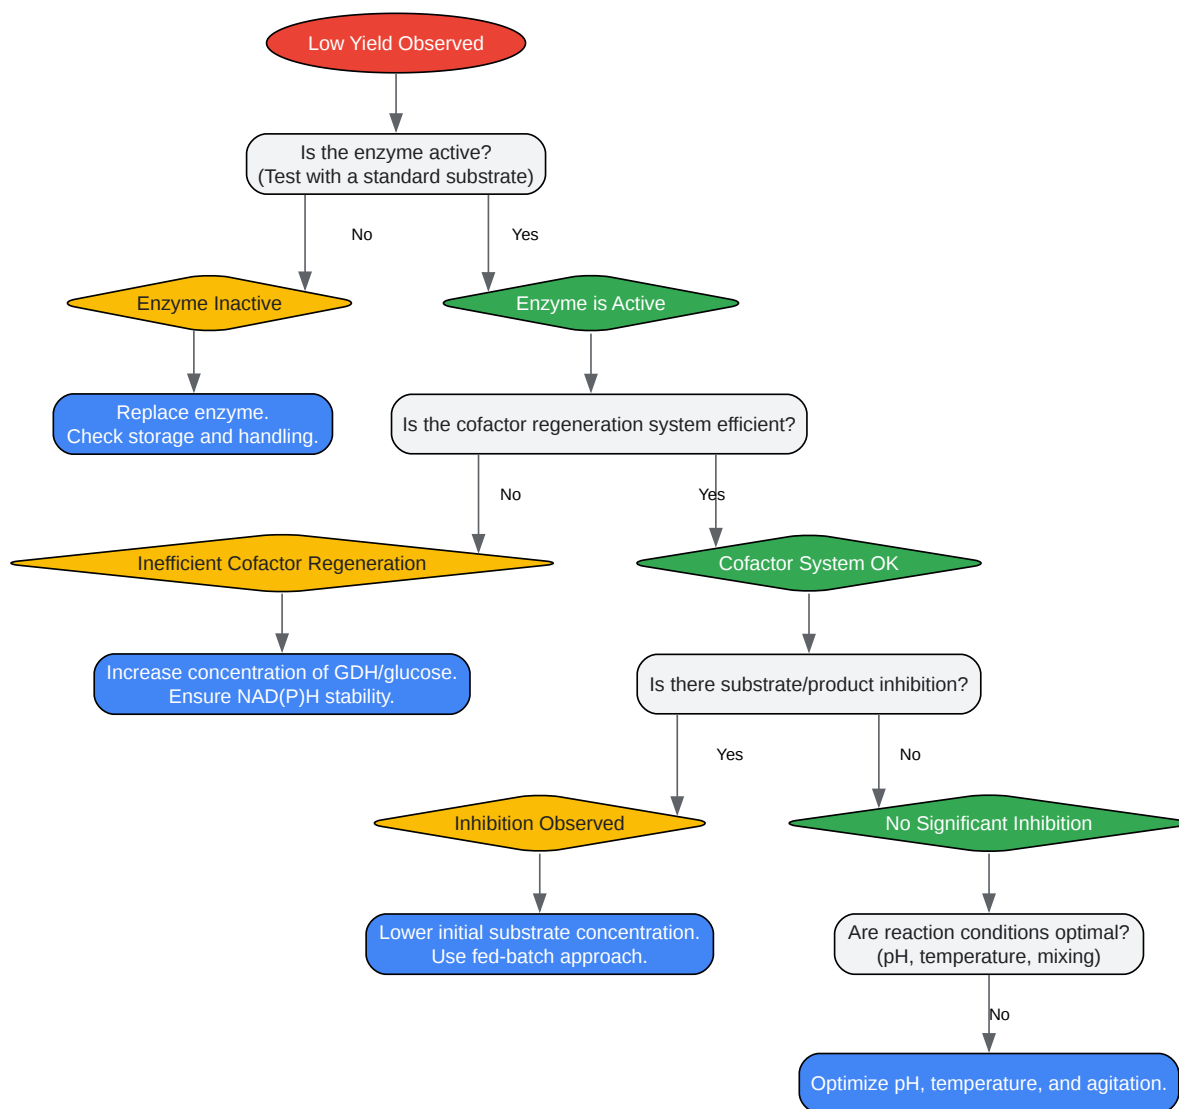 Low Yield Observed
Is the enzyme active?
(Test with a standard substrate)
No
Yes
Enzyme Inactive
Enzyme is Active
Replace enzyme.
Check storage and handling.
Is the cofactor regeneration system efficient?
No
Yes
Inefficient Cofactor Regeneration
Cofactor System OK
Increase concentration of GDH/glucose.
Ensure NAD(P)H stability.
Is there substrate/product inhibition?
Yes
No
Inhibition Observed
No Significant Inhibition
Lower initial substrate concentration.
Use fed-batch approach.
Are reaction conditions optimal?
(pH, temperature, mixing)
No
Optimize pH, temperature, and agitation.